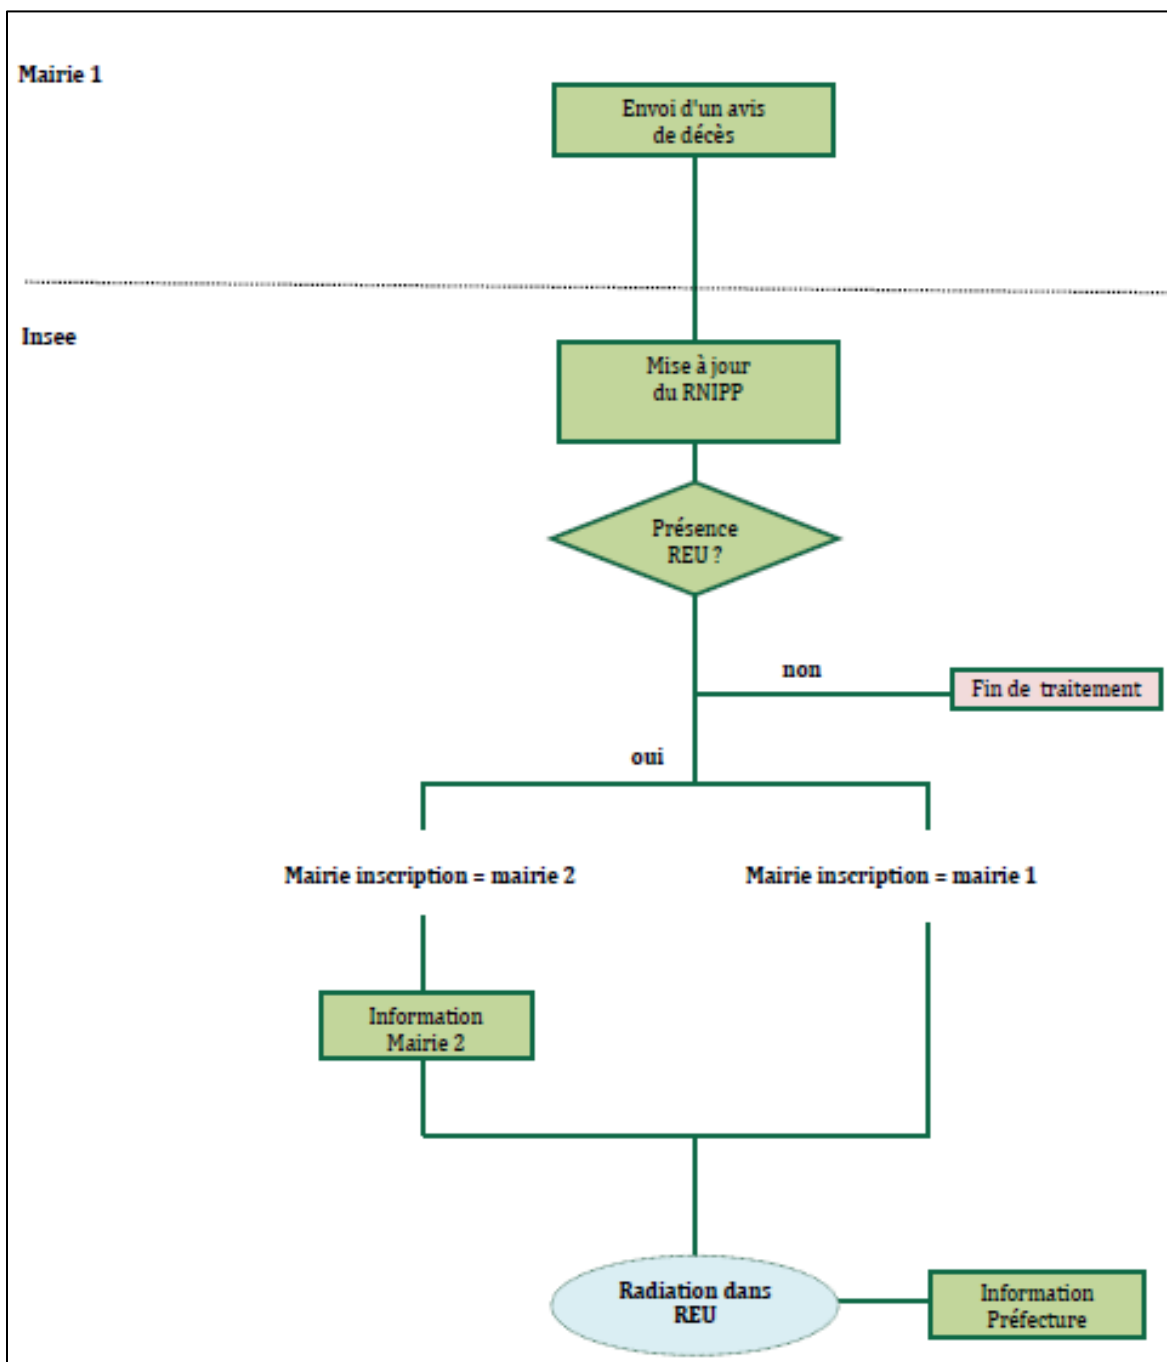 Mairie 1
Envoi d'un avis
de décès
Insee
Mise à jour
du RNIPP
Présence
REU ?
non
Fin de traitement
oui
Mairie inscription = mairie 2
Mairie inscription = mairie 1
Information
Mairie 2
Radiation dans
REU
Information
Préfecture